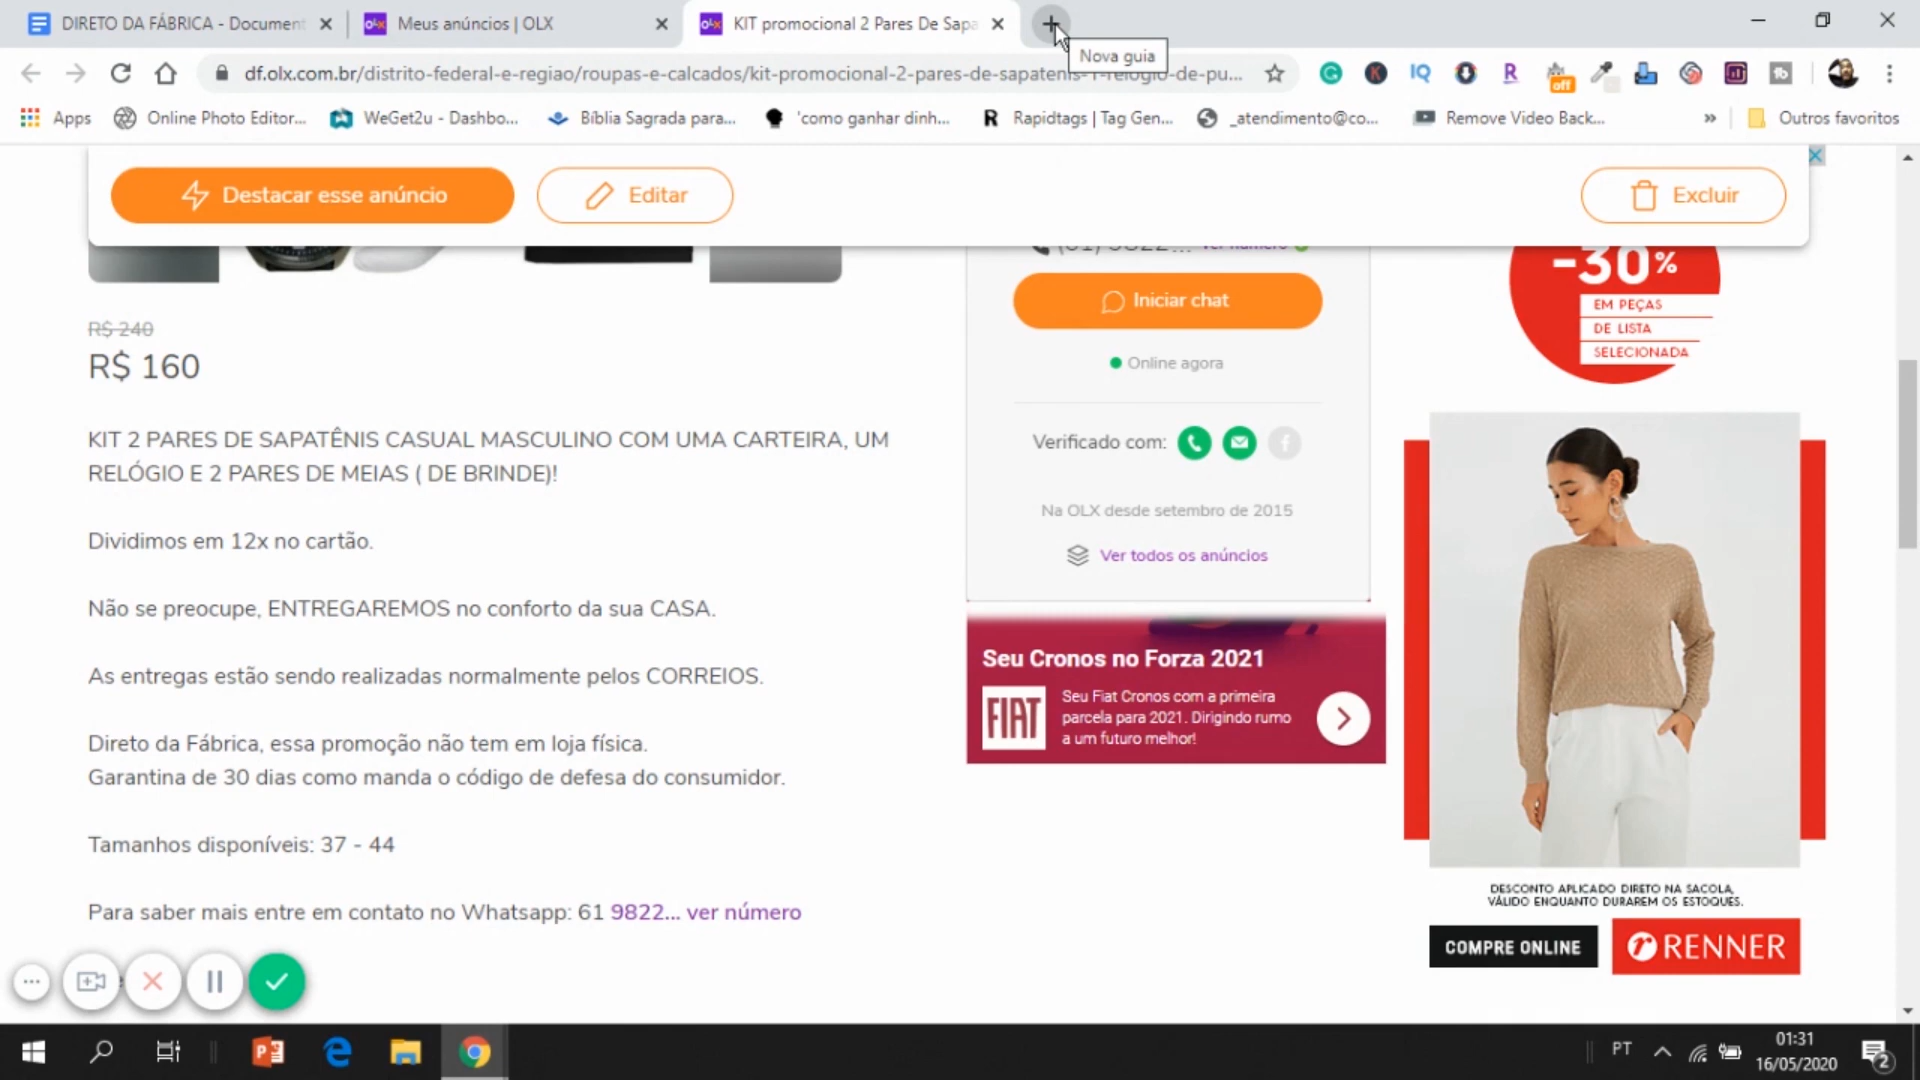 DIRETO DA FÁBRICA - Document
Meus anúncios | OLX
KIT promocional 2 Pares De Sapa
Nova guia
df.olx.com.br/distrito-federal-e-regiao/roupas-e-calcados/kit-promocional-2-pares-de-sapatenis-1-relogio-de-pu...
Apps
Online Photo Editor...
WeGet2u - Dashbo...
Bíblia Sagrada para...
'como ganhar dinh...
Rapidtags | Tag Gen...
_atendimento@co...
Remove Video Back...
Outros favoritos
Destacar esse anúncio
Editar
Excluir
R$ 240
R$ 160
KIT 2 PARES DE SAPATÊNIS CASUAL MASCULINO COM UMA CARTEIRA, UM
RELÓGIO E 2 PARES DE MEIAS ( DE BRINDE)!
Dividimos em 12x no cartão.
Não se preocupe, ENTREGAREMOS no conforto da sua CASA.
As entregas estão sendo realizadas normalmente pelos CORREIOS.
Direto da Fábrica, essa promoção não tem em loja física.
Garantina de 30 dias como manda o código de defesa do consumidor.
Tamanhos disponíveis: 37 - 44
Para saber mais entre em contato no Whatsapp: 61 9822... ver número
(61) 9822... ver número
Iniciar chat
Online agora
Verificado com:
Na OLX desde setembro de 2015
Ver todos os anúncios
Seu Cronos no Forza 2021
FIAT
Seu Fiat Cronos com a primeira
parcela para 2021. Dirigindo rumo
a um futuro melhor!
-30%
EM PEÇAS
DE LISTA
SELECIONADA
DESCONTO APLICADO DIRETO NA SACOLA,
VÁLIDO ENQUANTO DURAREM OS ESTOQUES.
COMPRE ONLINE
RENNER
PT
01:31
16/05/2020
2